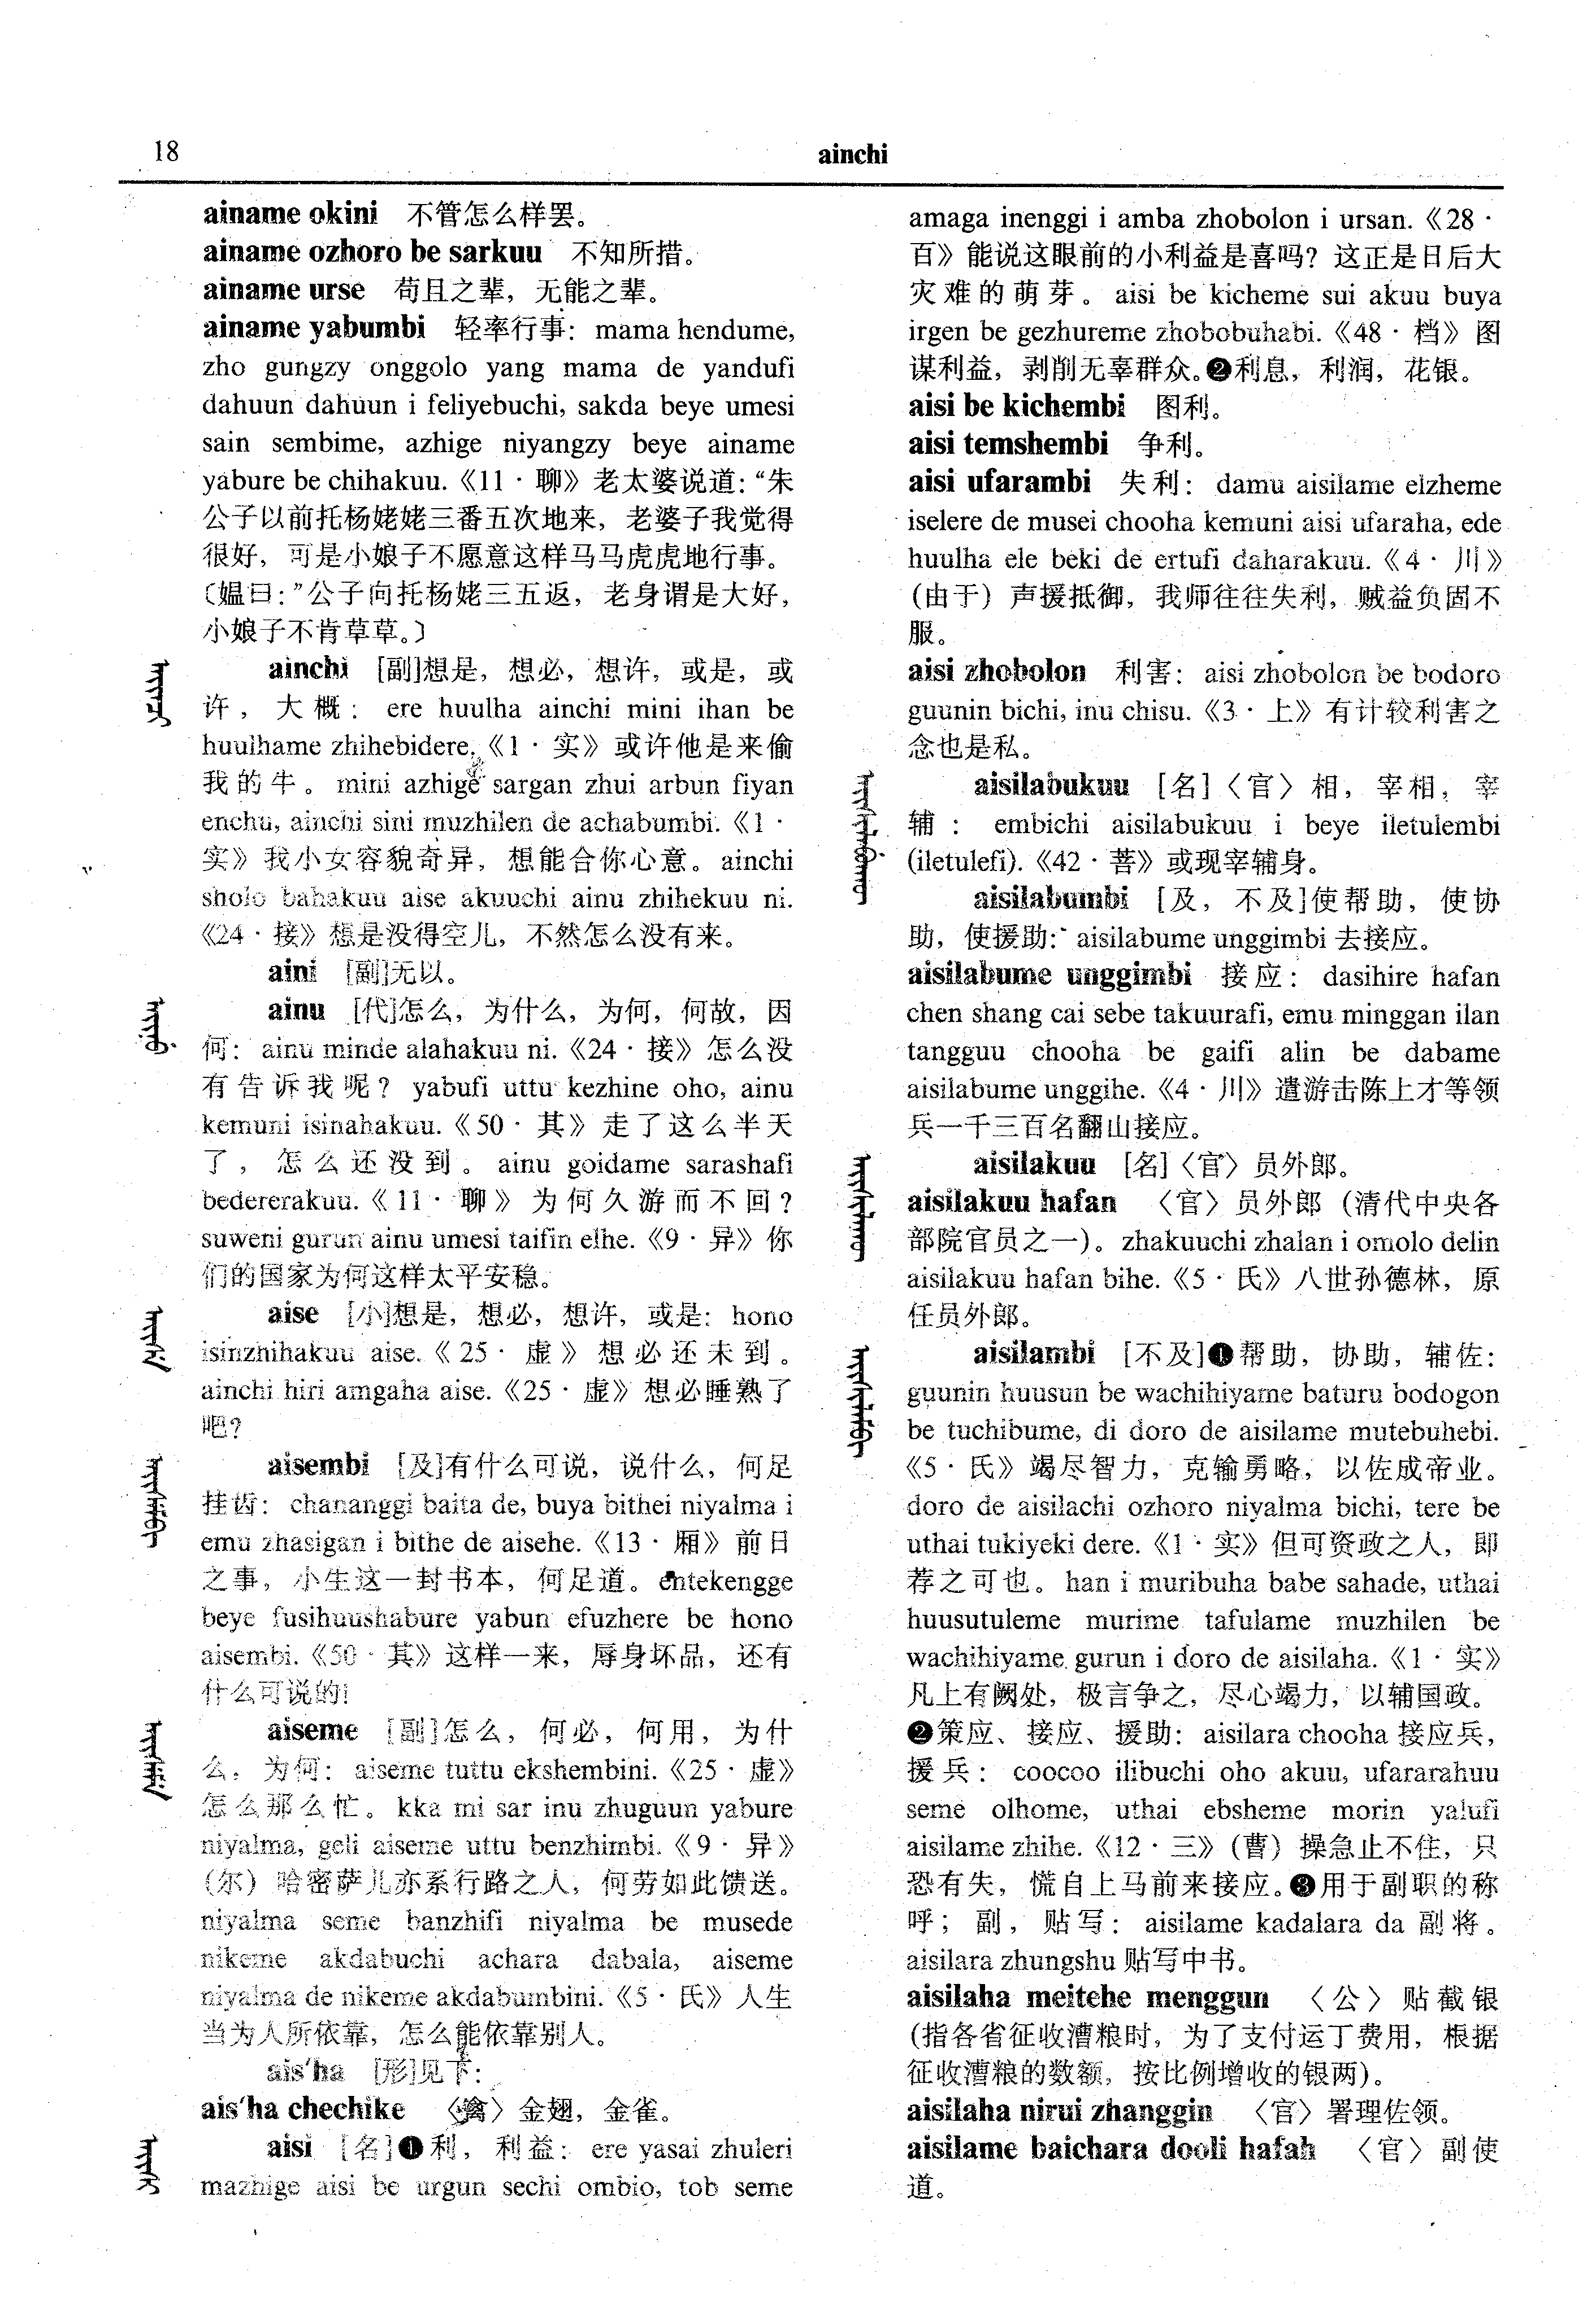 18
ainchi
ainame okini 不管怎么样罢。
ainame ozhoro be sarkuu 不知所措。
ainame urse 苟且之辈，无能之辈。
ainame yabumbi 轻率行事：mama hendume,
zho gungzy onggolo yang mama de yandufi
dahuun dahuun i feliyebuchi, sakda beye umesi
sain sembime, azhige niyangzy beye ainame
yabure be chihakuu.《11·聊》老太婆说道：“朱
公子以前托杨姥姥三番五次地来，老婆子我觉得
很好，可是小娘子不愿意这样马马虎虎地行事。
〔媪曰：”公子向托杨姥三五返，老身谓是大好，
小娘子不肯草草。〕
ainchi [副]想是，想必，想许，或是，或
许，大概：ere huulha ainchi mini ihan be
huulhame zhihebidere.《1·实》或许他是来偷
我的牛。mini azhige sargan zhui arbun fiyan
enchu, ainchi sini muzhilen de achabumbi.《1·
实》我小女容貌奇异，想能合你心意。ainchi
sholo bahakuu aise akuuchi ainu zhihekuu ni.
《24·接》想是没得空儿，不然怎么没有来。
aini [副]无以。
ainu [代]怎么，为什么，为何，何故，因
何：ainu minde alahakuu ni.《24·接》怎么没
有告诉我呢？yabufi uttu kezhine oho, ainu
kemuni isinahakuu.《50·其》走了这么半天
了，怎么还没到。ainu goidame sarashafi
bedererakuu.《11·聊》为何久游而不回？
suweni gurun ainu umesi taifin elhe.《9·异》你
们的国家为何这样太平安稳。
aise [小]想是，想必，想许，或是：hono
isinzhihakuu aise.《25·虚》想必还未到。
ainchi hiri amgaha aise.《25·虚》想必睡熟了
吧？
aisembi [及]有什么可说，说什么，何足
挂齿：chananggi baita de, buya bithei niyalma i
emu zhasigan i bithe de aisehe.《13·厢》前日
之事，小生这一封书本，何足道。entekengge
beye fusihuushabure yabun efuzhere be hono
aisembi.《50·其》这样一来，辱身坏品，还有
什么可说的！
aiseme [副]怎么，何必，何用，为什
么，为何：aiseme tuttu ekshembini.《25·虚》
怎么那么忙。kka mi sar inu zhuguun yabure
niyalma, geli aiseme uttu benzhimbi.《9·异》
（尔）哈密萨儿亦系行路之人，何劳如此馈送。
niyalma seme banzhifi niyalma be musede
nikeme akdabuchi achara dabala, aiseme
niyalma de nikeme akdabumbini.《5·氏》人生
当为人所依靠，怎么能依靠别人。
ais'ha [形]见下：
ais'ha chechike 〈禽〉金翅，金雀。
aisi [名]❶利，利益：ere yasai zhuleri
mazhige aisi be urgun sechi ombio, tob seme
amaga inenggi i amba zhobolon i ursan.《28·
百》能说这眼前的小利益是喜吗？这正是日后大
灾难的萌芽。aisi be kicheme sui akuu buya
irgen be gezhureme zhobobuhabi.《48·档》图
谋利益，剥削无辜群众。❷利息，利润，花银。
aisi be kichembi 图利。
aisi temshembi 争利。
aisi ufarambi 失利：damu aisilame elzheme
iselere de musei chooha kemuni aisi ufaraha, ede
huulha ele beki de ertufi daharakuu.《4·川》
（由于）声援抵御，我师往往失利，贼益负固不
服。
aisi zhobolon 利害：aisi zhobolon be bodoro
guunin bichi, inu chisu.《3·上》有计较利害之
念也是私。
aisilabukuu [名]〈官〉相，宰相，宰
辅：embichi aisilabukuu i beye iletulembi
(iletulefi).《42·菩》或现宰辅身。
aisilabumbi [及，不及]使帮助，使协
助，使援助：aisilabume unggimbi 去接应。
aisilabume unggimbi 接应：dasihire hafan
chen shang cai sebe takuurafi, emu minggan ilan
tangguu chooha be gaifi alin be dabame
aisilabume unggihe.《4·川》遣游击陈上才等领
兵一千三百名翻山接应。
aisilakuu [名]〈官〉员外郎。
aisilakuu hafan 〈官〉员外郎（清代中央各
部院官员之一）。zhakuuchi zhalan i omolo delin
aisilakuu hafan bihe.《5·氏》八世孙德林，原
任员外郎。
aisilambi [不及]❶帮助，协助，辅佐：
guunin huusun be wachihiyame baturu bodogon
be tuchibume, di doro de aisilame mutebuhebi.
《5·氏》竭尽智力，克输勇略，以佐成帝业。
doro de aisilachi ozhoro niyalma bichi, tere be
uthai tukiyeki dere.《1·实》但可资政之人，即
荐之可也。han i muribuha babe sahade, uthai
huusutuleme murime tafulame muzhilen be
wachihiyame gurun i doro de aisilaha.《1·实》
凡上有阙处，极言争之，尽心竭力，以辅国政。
❷策应、接应、援助：aisilara chooha 接应兵，
援兵：coocoo ilibuchi oho akuu, ufararahuu
seme olhome, uthai ebsheme morin yalufi
aisilame zhihe.《12·三》（曹）操急止不住，只
恐有失，慌自上马前来接应。❸用于副职的称
呼；副，贴写：aisilame kadalara da 副将。
aisilara zhungshu 贴写中书。
aisilaha meitehe menggun 〈公〉贴截银
（指各省征收漕粮时，为了支付运丁费用，根据
征收漕粮的数额，按比例增收的银两）。
aisilaha nirui zhanggin 〈官〉署理佐领。
aisilame baichara dooli hafah 〈官〉副使
道。